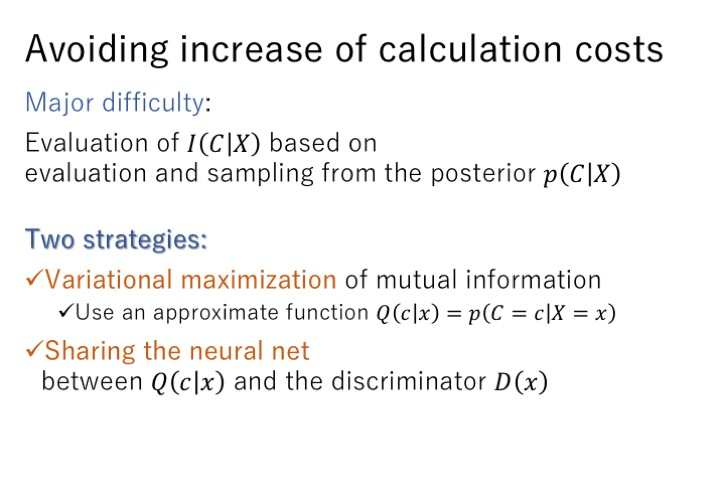 Avoiding increase of calculation costs
Major difficulty:
Evaluation of I(C|X) based on
evaluation and sampling from the posterior p(C|X)
Two strategies:
✓Variational maximization of mutual information
✓Use an approximate function Q(c|x) = p(C = c|X = x)
✓Sharing the neural net
between Q(c|x) and the discriminator D(x)